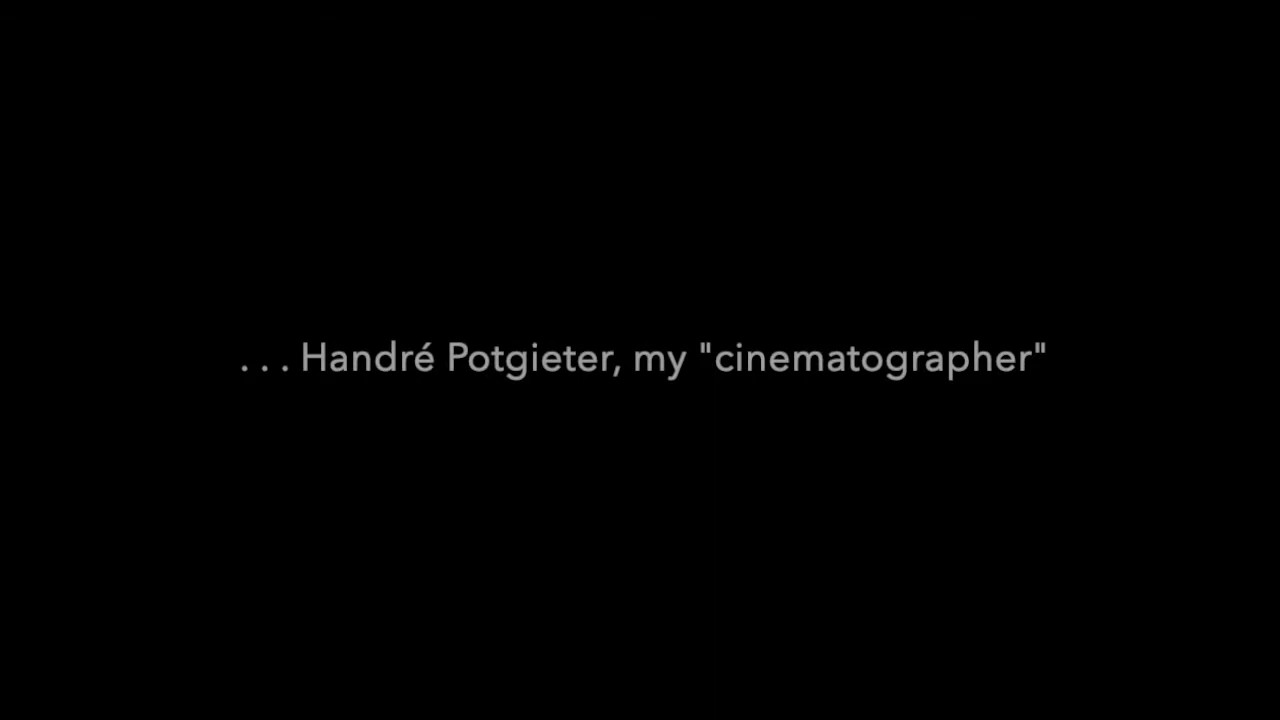 . . . Handré Potgieter, my "cinematographer"